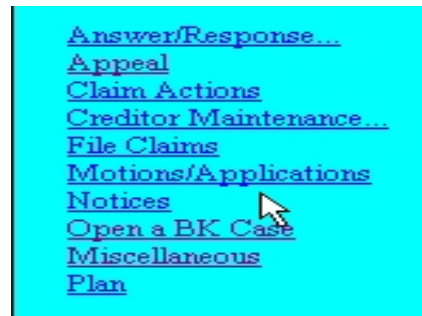 Answer/Response...
Appeal
Claim Actions
Creditor Maintenance...
File Claims
Motions/Applications
Notices
Open a BK Case
Miscellaneous
Plan